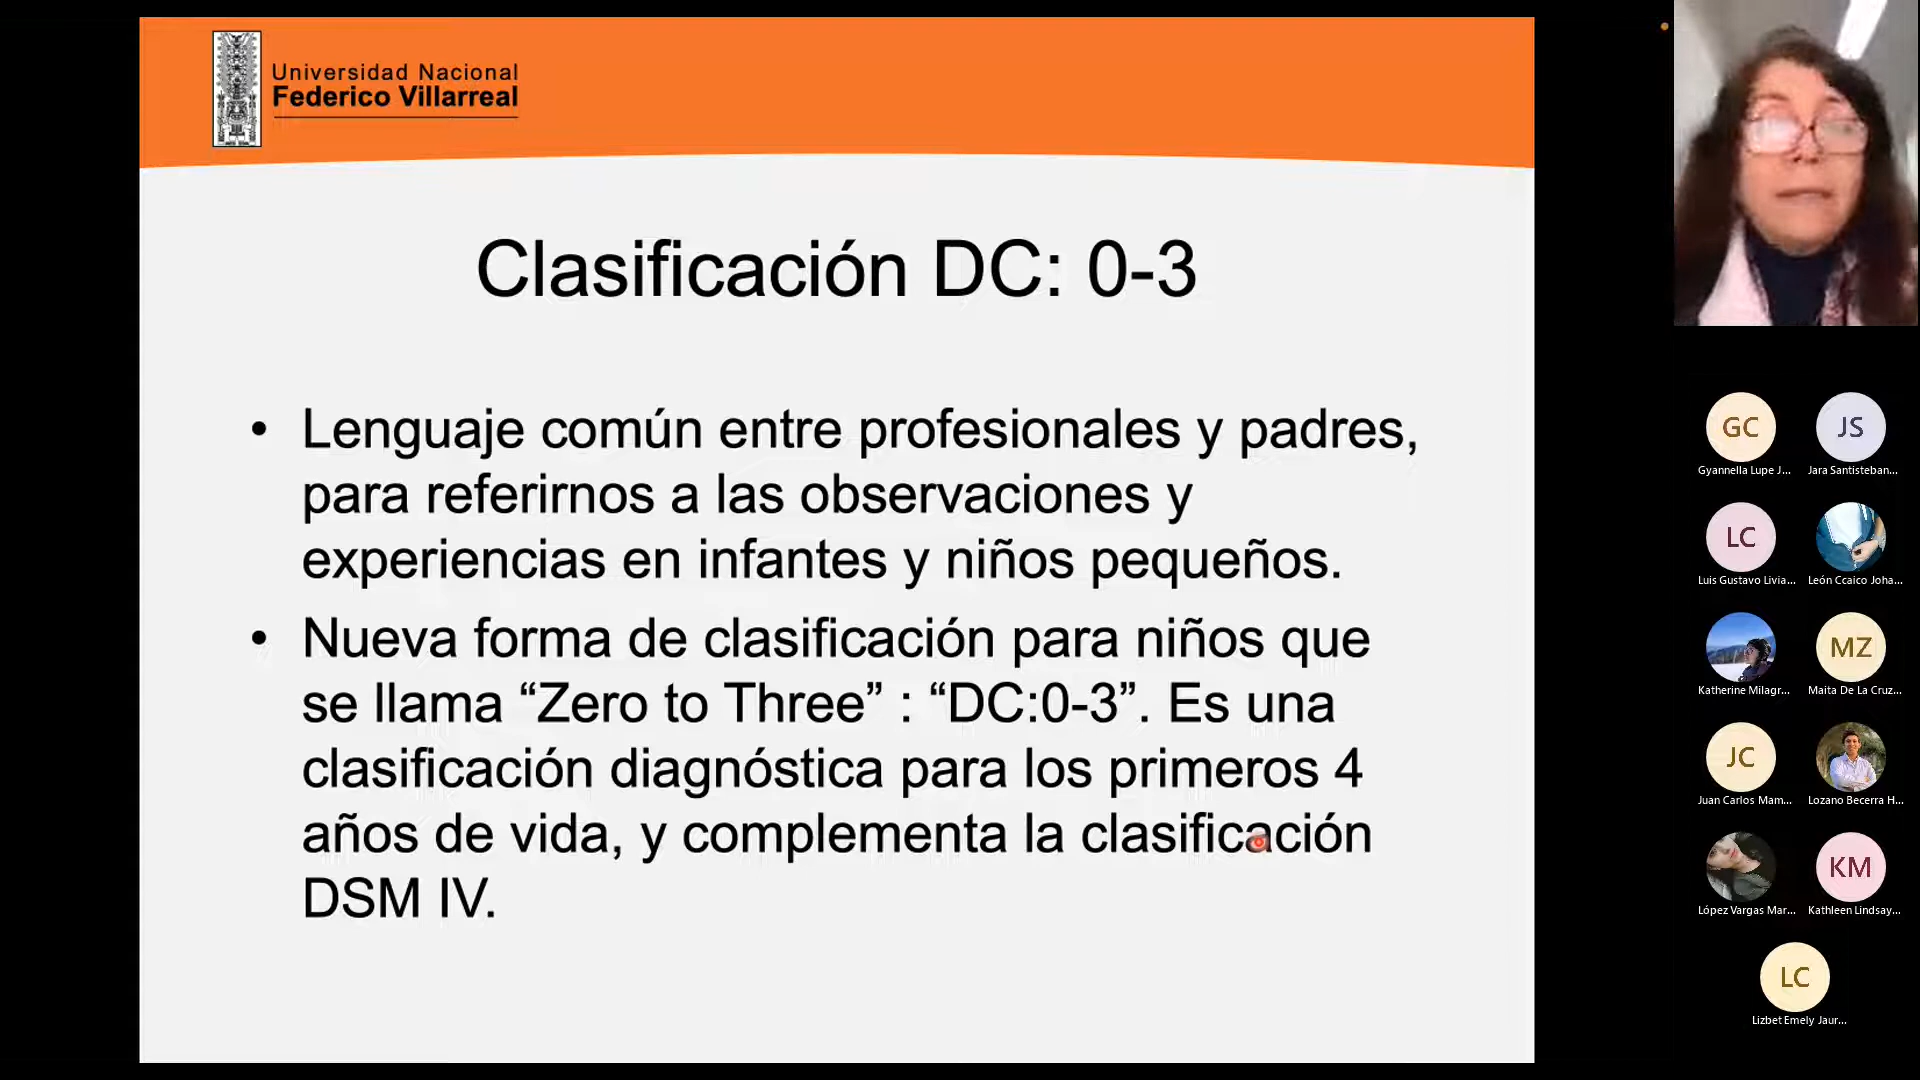 Universidad Nacional
Federico Villarreal
Clasificación DC: 0-3
• Lenguaje común entre profesionales y padres,
para referirnos a las observaciones y
experiencias en infantes y niños pequeños.
• Nueva forma de clasificación para niños que
se llama “Zero to Three” : “DC:0-3”. Es una
clasificación diagnóstica para los primeros 4
años de vida, y complementa la clasificación
DSM IV.
GC
JS
Gyannella Lupe J...
Jara Santisteban...
LC
Luis Gustavo Livia...
León Ccaico Joha...
MZ
Katherine Milagr...
Maita De La Cruz...
JC
Juan Carlos Mam...
Lozano Becerra H...
KM
López Vargas Mar...
Kathleen Lindsay...
LC
Lizbet Emely Jaur...